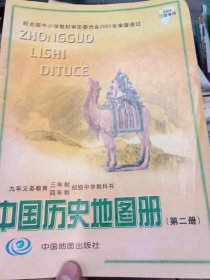 经全国中小学教材审定委员会2001年审查通过
ZHONGGUO
LISHI
DITUCE
九年义务教育 三年制 初级中学教科书
四年制
中国历史地图册(第二册)
中国地图出版社